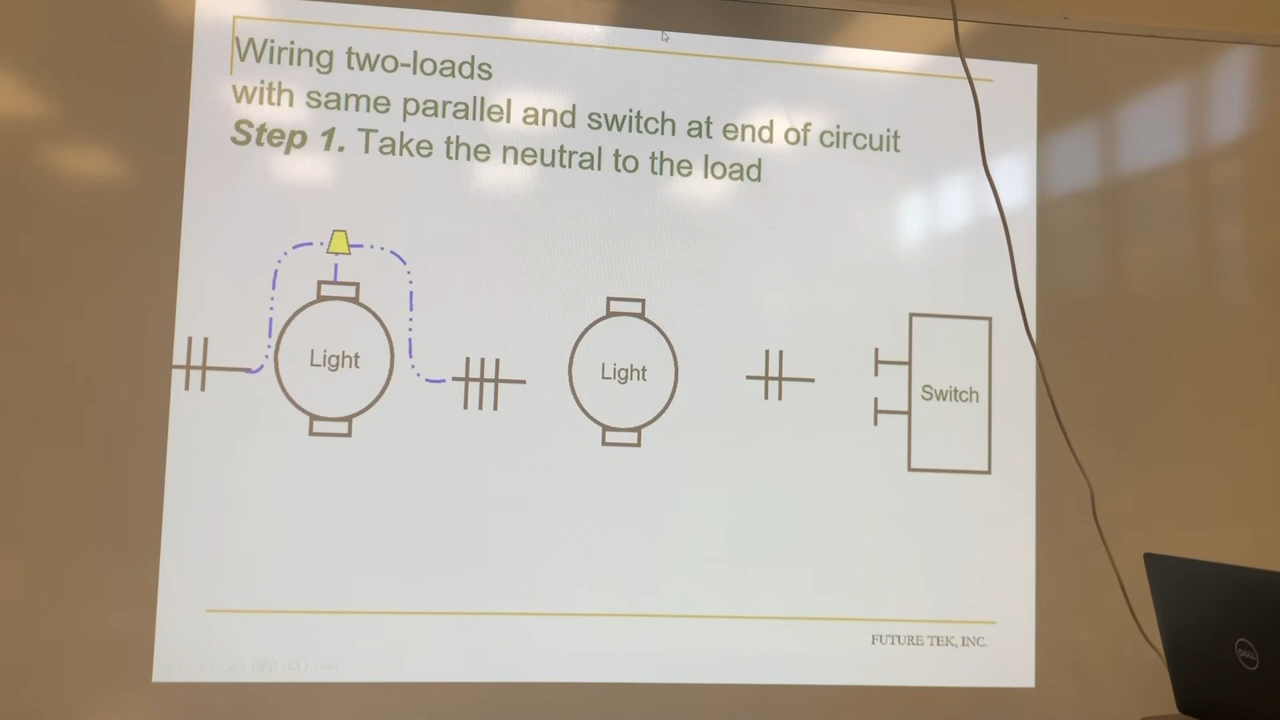 Wiring two-loads
with same parallel and switch at end of circuit
Step 1. Take the neutral to the load
Light
Light
Switch
FUTURE TEK, INC.
DELL